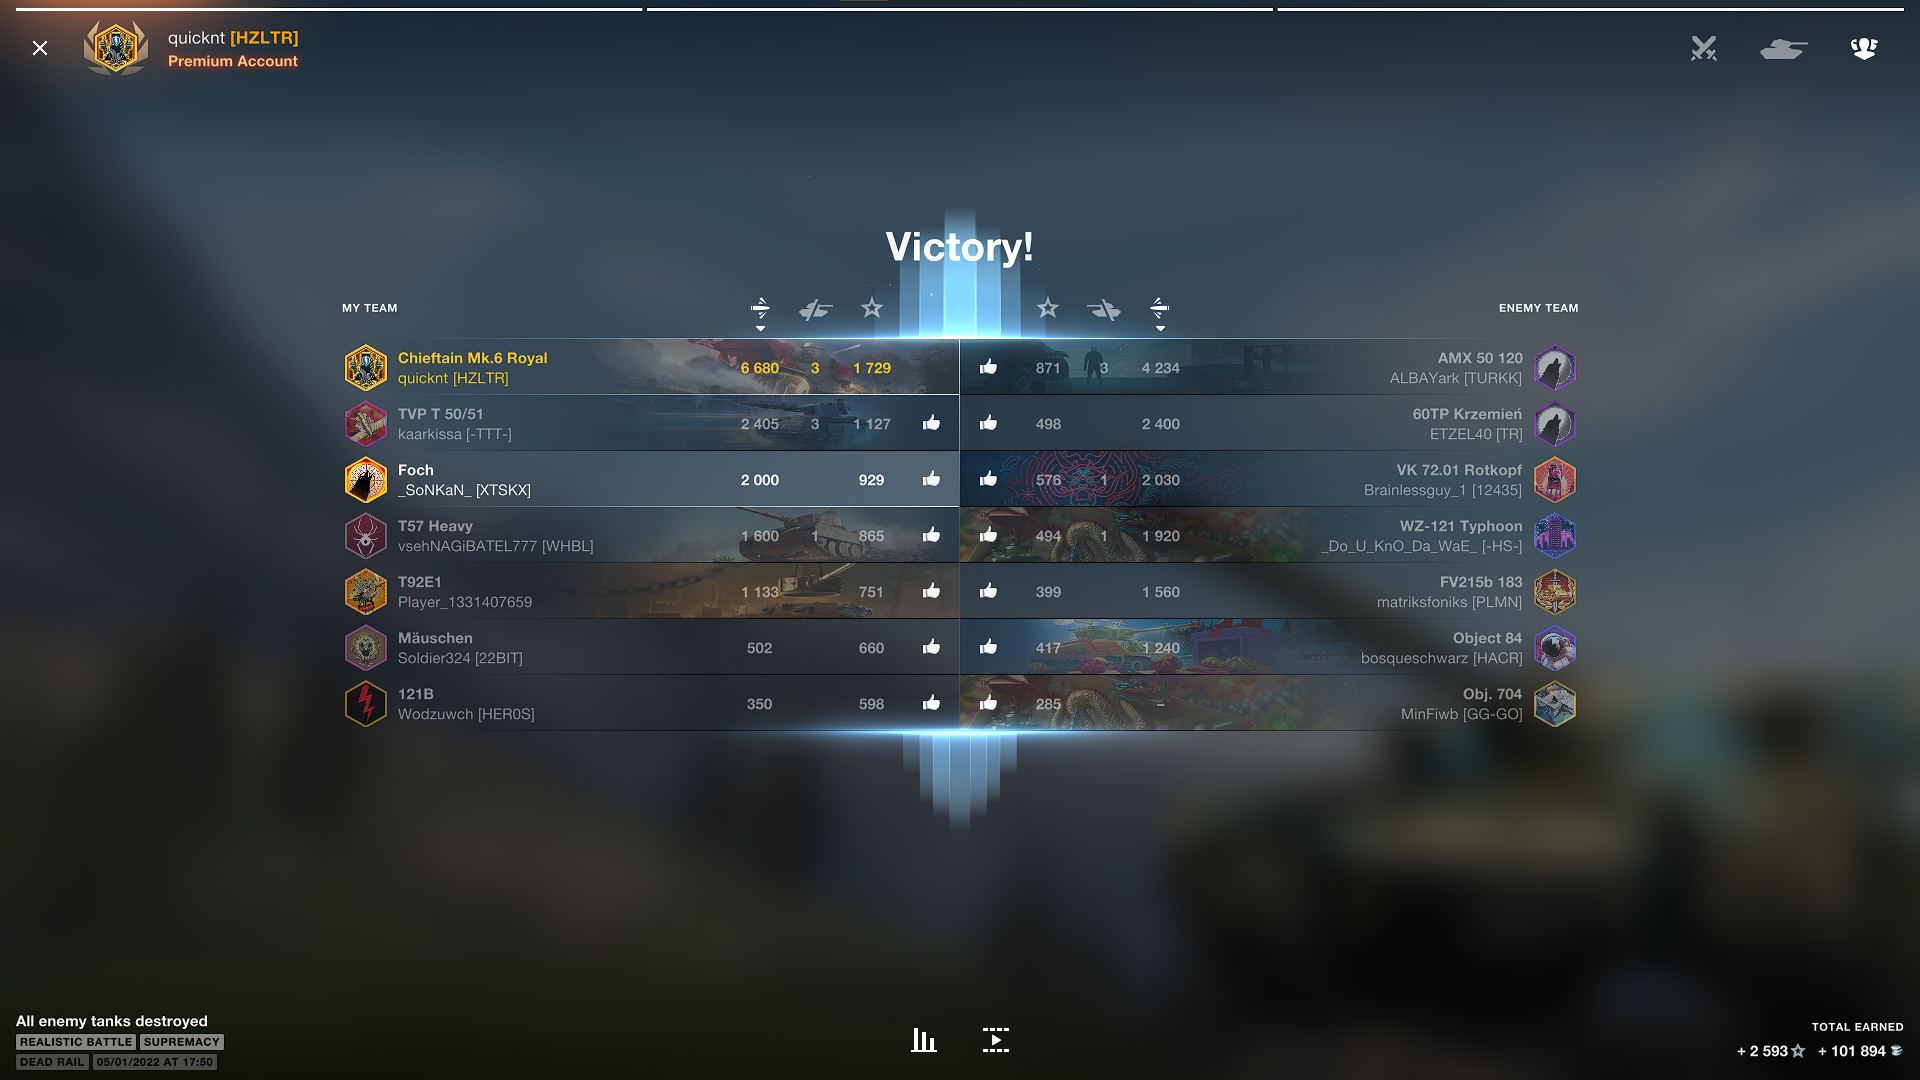 quicknt [HZLTR]
Premium Account
Victory!
MY TEAM
ENEMY TEAM
Chieftain Mk.6 Royal
quicknt [HZLTR]
6 680 3 1 729
871 3 4 234
AMX 50 120
ALBAYark [TURKK]
TVP T 50/51
kaarkissa [-TTT-]
2 405 3 1 127
498 2 400
60TP Krzemień
ETZEL40 [TR]
Foch
_SoNKaN_ [XTSKX]
2 000 929
576 1 2 030
VK 72.01 Rotkopf
Brainlessguy_1 [12435]
T57 Heavy
vsehNAGiBATEL777 [WHBL]
1 600 1 865
494 1 1 920
WZ-121 Typhoon
_Do_U_KnO_Da_WaE_ [-HS-]
T92E1
Player_1331407659
1 133 751
399 1 560
FV215b 183
matriksfoniks [PLMN]
Mäuschen
Soldier324 [22BIT]
502 660
417 1 240
Object 84
bosqueschwarz [HACR]
121B
Wodzuwch [HER0S]
350 598
285 –
Obj. 704
MinFiwb [GG-GO]
All enemy tanks destroyed
REALISTIC BATTLE SUPREMACY
DEAD RAIL 05/01/2022 AT 17:50
TOTAL EARNED
+ 2 593 + 101 894